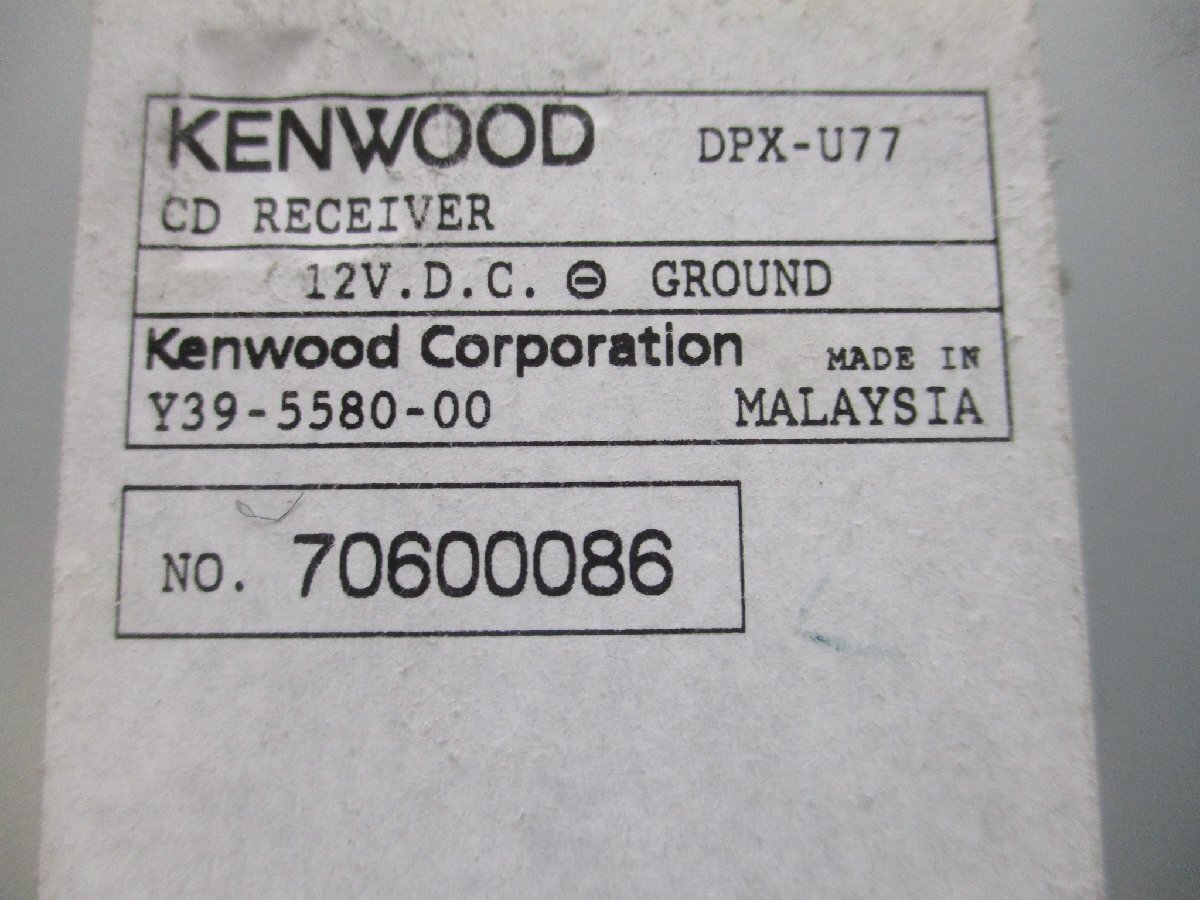 KENWOOD DPX-U77
CD RECEIVER
12V.D.C. ⊖ GROUND
Kenwood Corporation MADE IN
Y39-5580-00 MALAYSIA
NO. 70600086